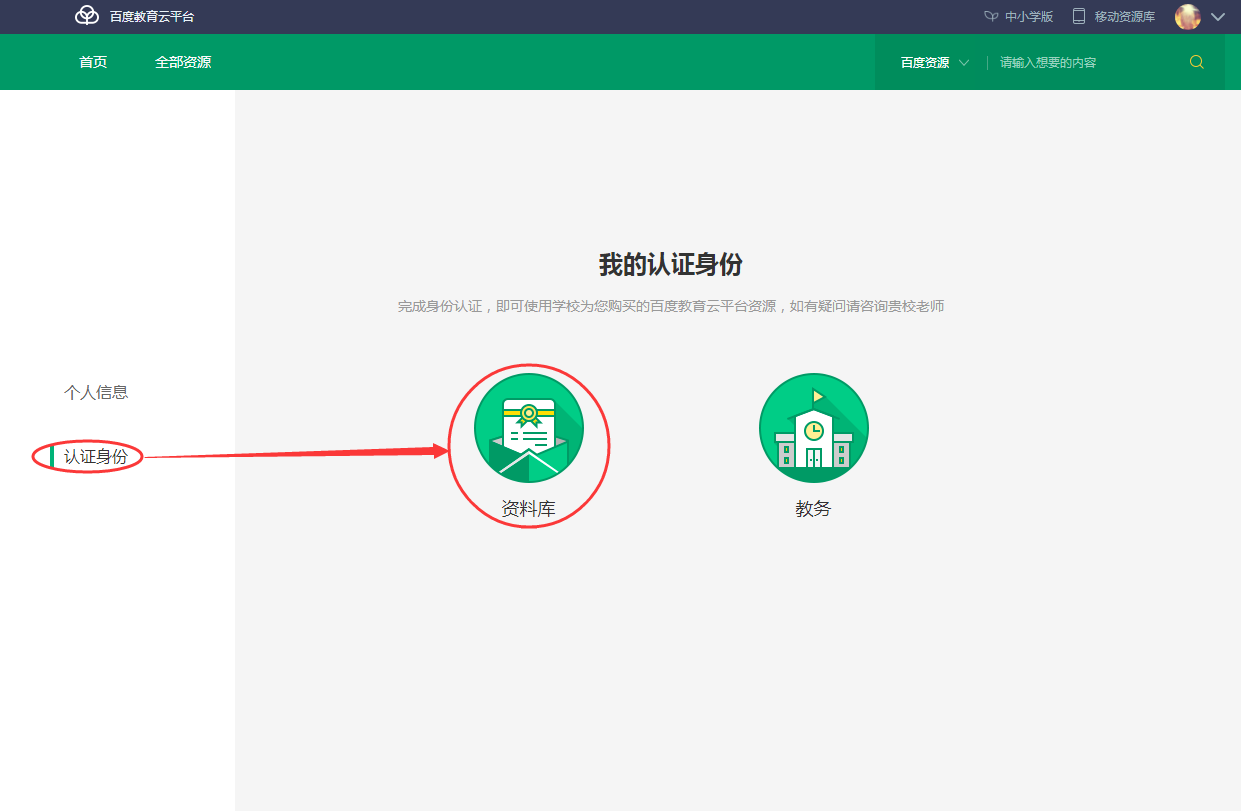 百度教育云平台
中小学版
移动资源库
首页
全部资源
百度资源
请输入想要的内容
我的认证身份
完成身份认证，即可使用学校为您购买的百度教育云平台资源，如有疑问请咨询贵校老师
个人信息
认证身份
资料库
教务